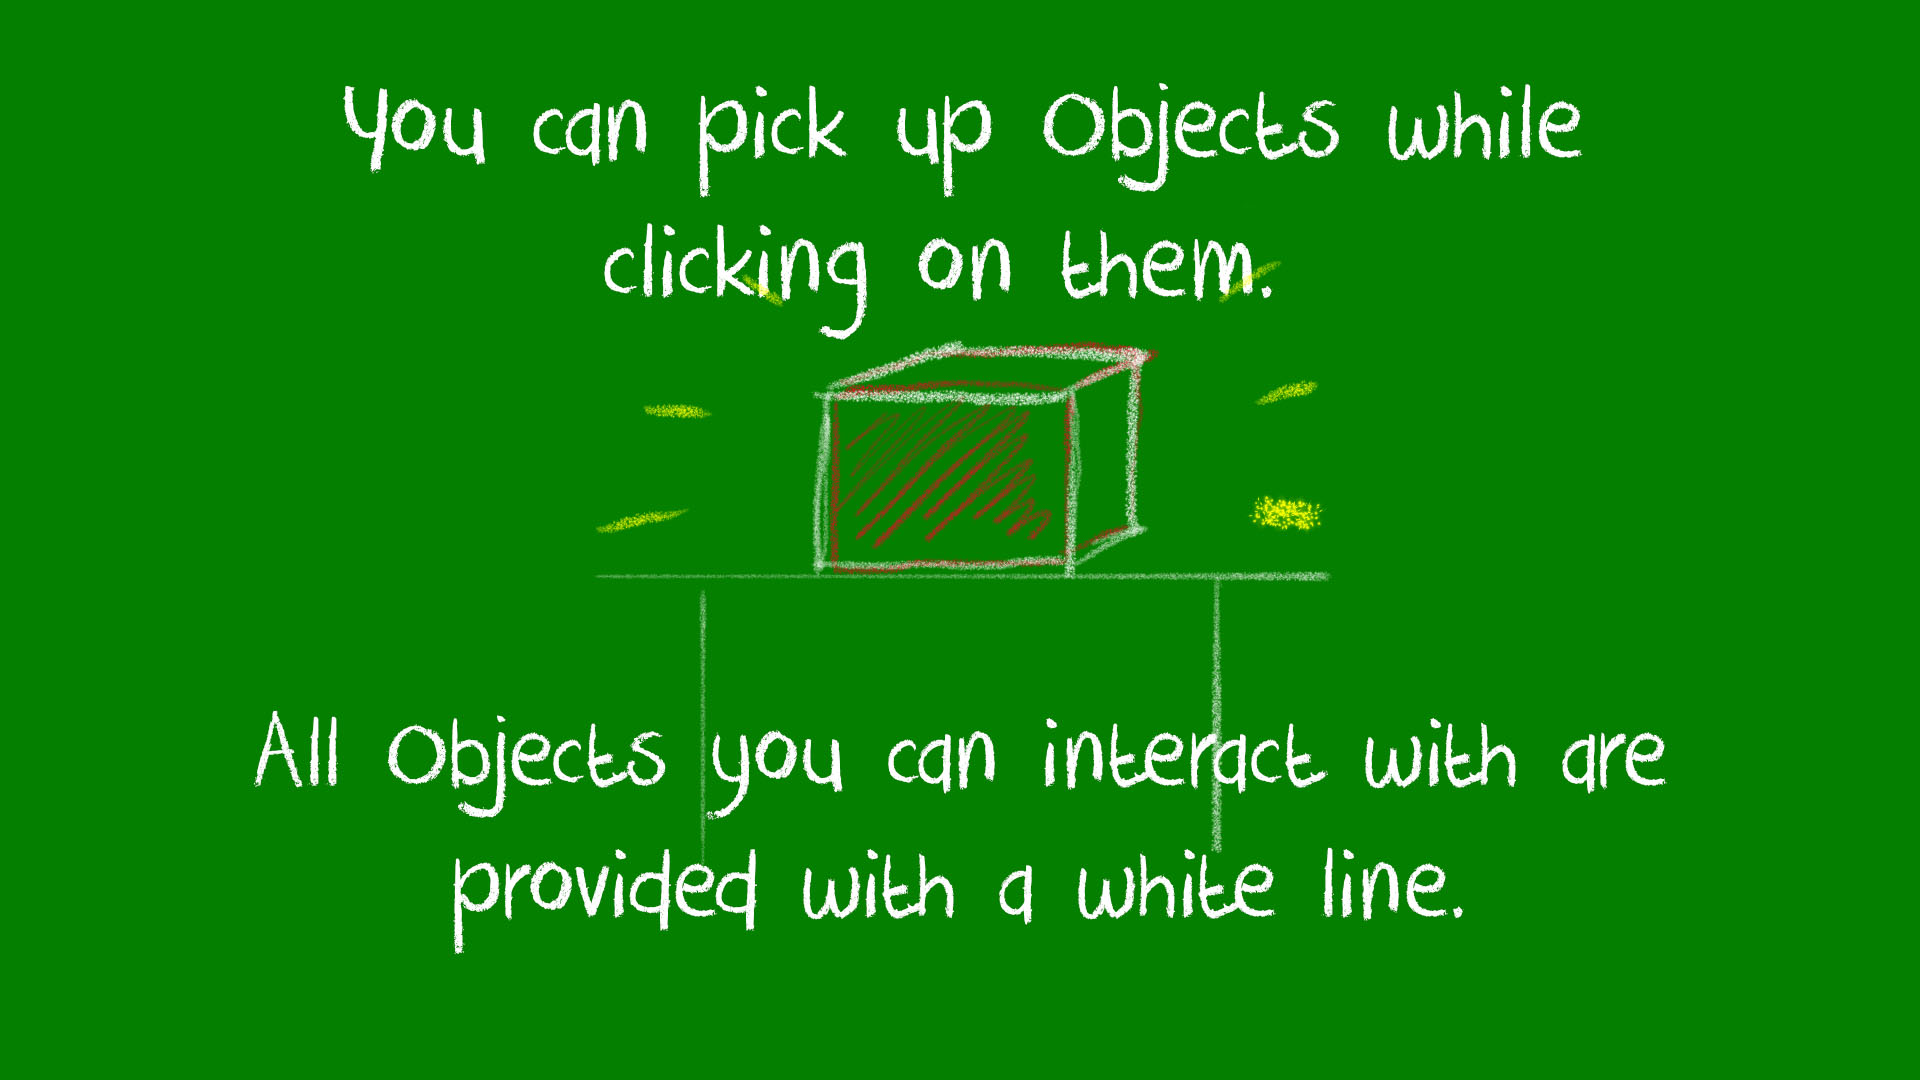 You can pick up Objects while
clicking on them.
All Objects you can interact with are
provided with a white line.